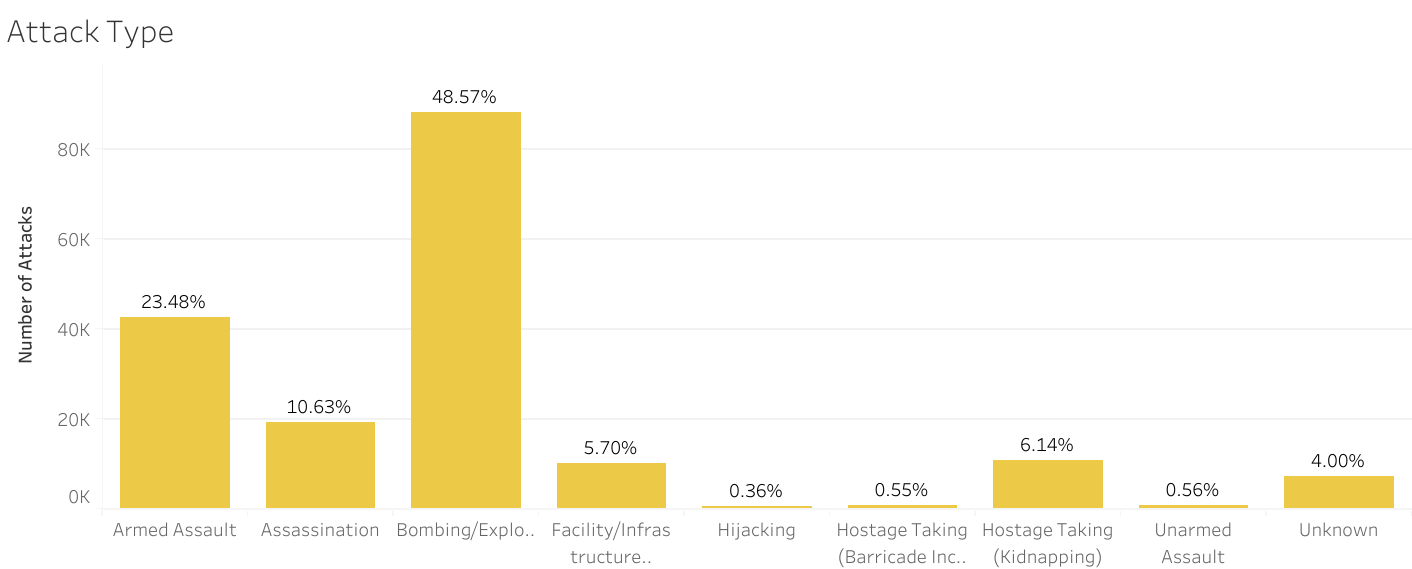 Attack Type
Number of Attacks
80K
60K
40K
20K
0K
23.48%
10.63%
48.57%
5.70%
0.36%
0.55%
6.14%
0.56%
4.00%
Armed Assault
Assassination
Bombing/Explo..
Facility/Infras
tructure..
Hijacking
Hostage Taking
(Barricade Inc..
Hostage Taking
(Kidnapping)
Unarmed
Assault
Unknown